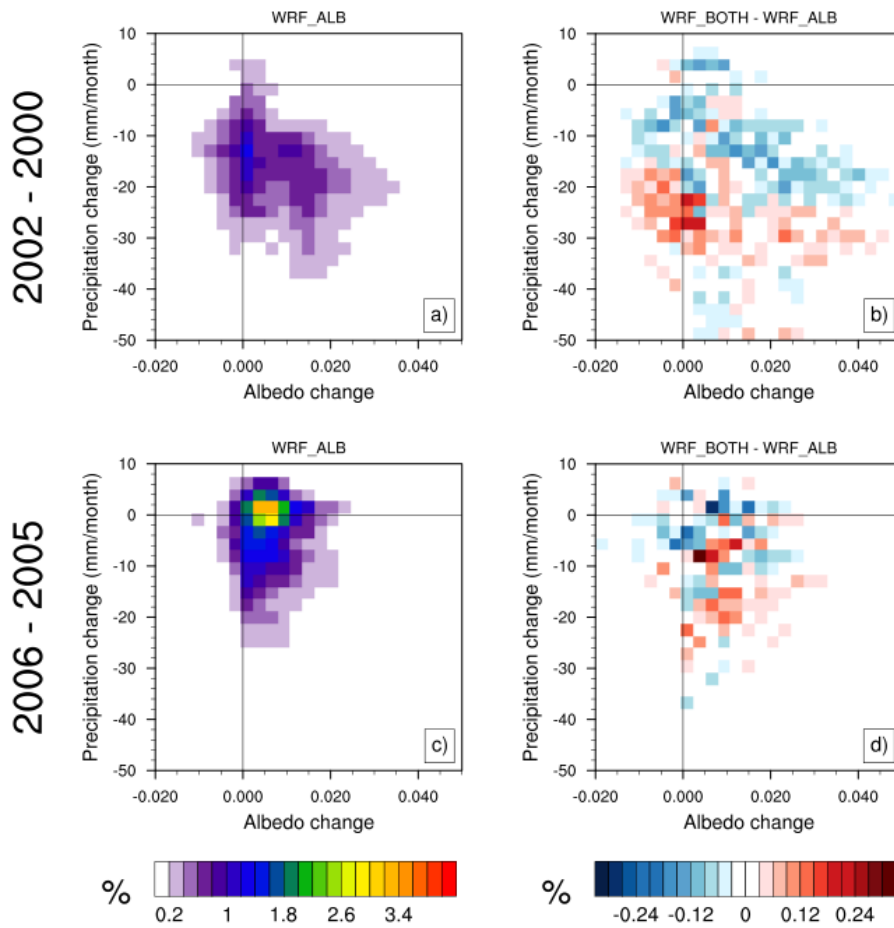 WRF_ALB
WRF_BOTH - WRF_ALB
2002 - 2000
Precipitation change (mm/month)
10
0
-10
-20
-30
-40
-50
a)
-0.020
0.000
0.020
0.040
Albedo change
Precipitation change (mm/month)
10
0
-10
-20
-30
-40
-50
b)
-0.020
0.000
0.020
0.040
Albedo change
WRF_ALB
WRF_BOTH - WRF_ALB
2006 - 2005
Precipitation change (mm/month)
10
0
-10
-20
-30
-40
-50
c)
-0.020
0.000
0.020
0.040
Albedo change
Precipitation change (mm/month)
10
0
-10
-20
-30
-40
-50
d)
-0.020
0.000
0.020
0.040
Albedo change
%
0.2 1 1.8 2.6 3.4
%
-0.24 -0.12 0 0.12 0.24